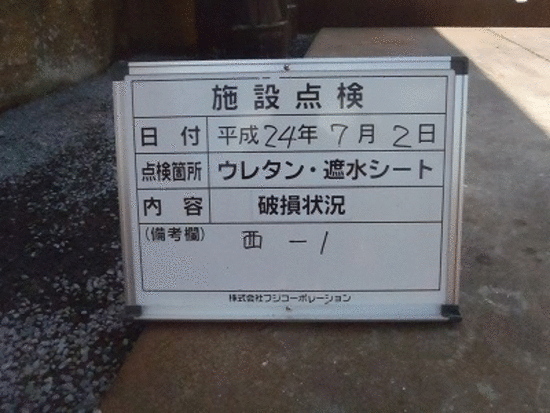 施設点検
日付 平成24年7月2日
点検箇所 ウレタン・遮水シート
内容 破損状況
(備考欄) 西-1
株式会社フジコーポレーション